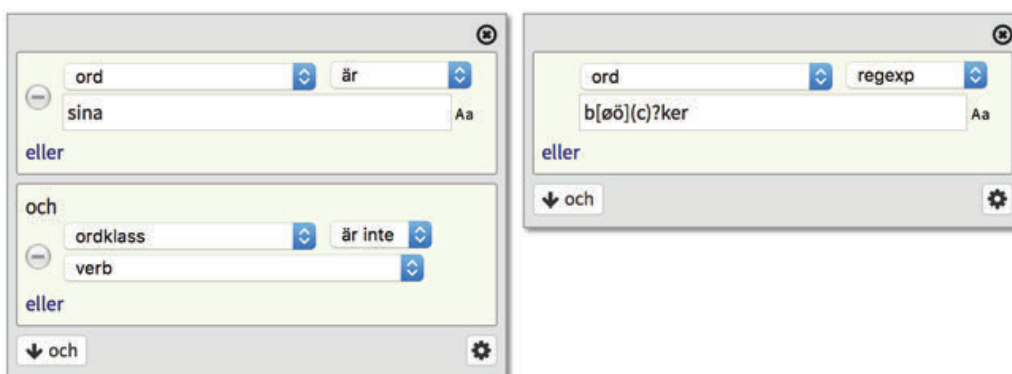 ord är
sina Aa
eller
och
ordklass är inte
verb
eller
och
ord regexp
b[øö](c)?ker Aa
eller
och